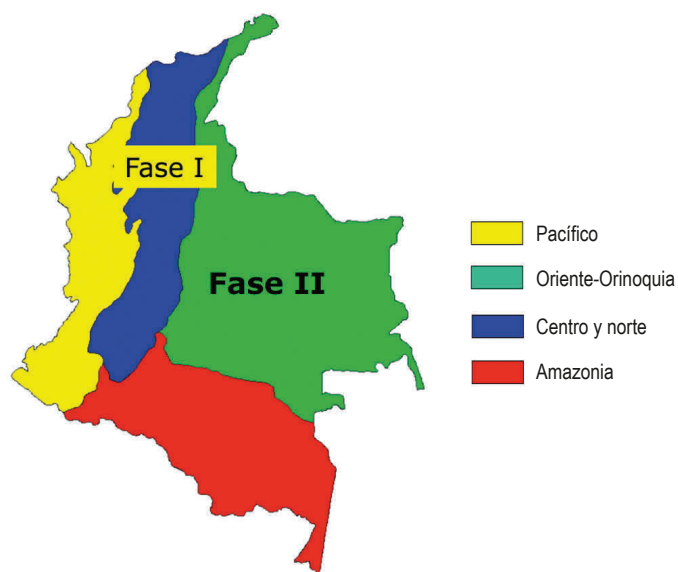 Fase I
Fase II
Pacífico
Oriente-Orinoquia
Centro y norte
Amazonia